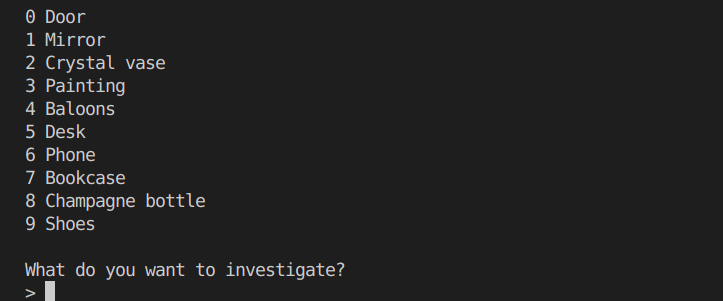 0 Door
1 Mirror
2 Crystal vase
3 Painting
4 Baloons
5 Desk
6 Phone
7 Bookcase
8 Champagne bottle
9 Shoes
What do you want to investigate?
>